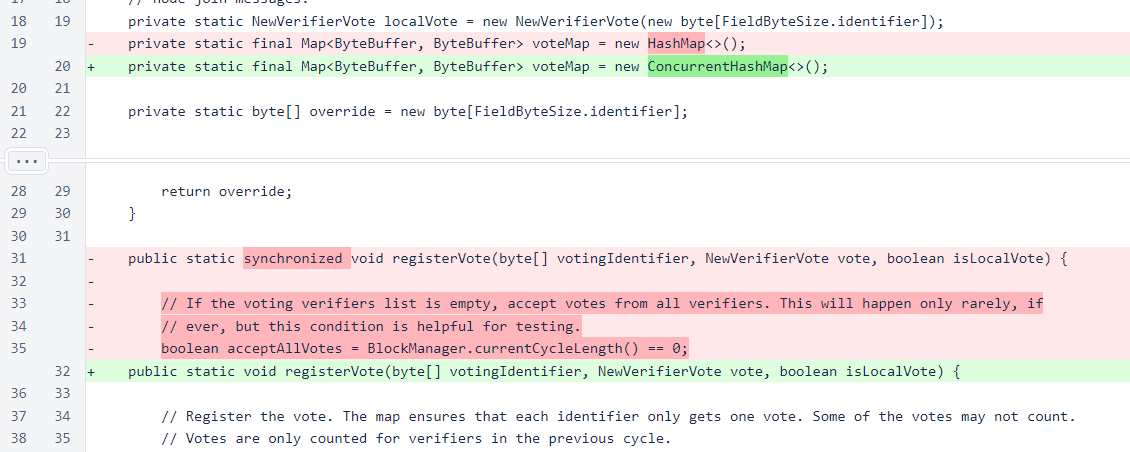 17 18 // node join messages.
18 19 private static NewVerifierVote localVote = new NewVerifierVote(new byte[FieldByteSize.identifier]);
19 - private static final Map<ByteBuffer, ByteBuffer> voteMap = new HashMap<>();
20 + private static final Map<ByteBuffer, ByteBuffer> voteMap = new ConcurrentHashMap<>();
20 21
21 22 private static byte[] override = new byte[FieldByteSize.identifier];
22 23
...
28 29 return override;
29 30 }
30 31
31 - public static synchronized void registerVote(byte[] votingIdentifier, NewVerifierVote vote, boolean isLocalVote) {
32 -
33 - // If the voting verifiers list is empty, accept votes from all verifiers. This will happen only rarely, if
34 - // ever, but this condition is helpful for testing.
35 - boolean acceptAllVotes = BlockManager.currentCycleLength() == 0;
32 + public static void registerVote(byte[] votingIdentifier, NewVerifierVote vote, boolean isLocalVote) {
36 33
37 34 // Register the vote. The map ensures that each identifier only gets one vote. Some of the votes may not count.
38 35 // Votes are only counted for verifiers in the previous cycle.